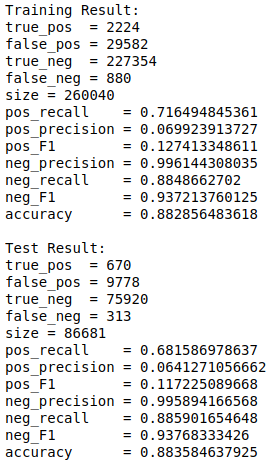 Training Result:
true_pos  = 2224
false_pos = 29582
true_neg  = 227354
false_neg = 880
size = 260040
pos_recall    = 0.716494845361
pos_precision = 0.069923913727
pos_F1        = 0.127413348611
neg_precision = 0.996144308035
neg_recall    = 0.8848662702
neg_F1        = 0.937213760125
accuracy      = 0.882856483618

Test Result:
true_pos  = 670
false_pos = 9778
true_neg  = 75920
false_neg = 313
size = 86681
pos_recall    = 0.681586978637
pos_precision = 0.0641271056662
pos_F1        = 0.117225089668
neg_precision = 0.995894166568
neg_recall    = 0.885901654648
neg_F1        = 0.93768333426
accuracy      = 0.883584637925